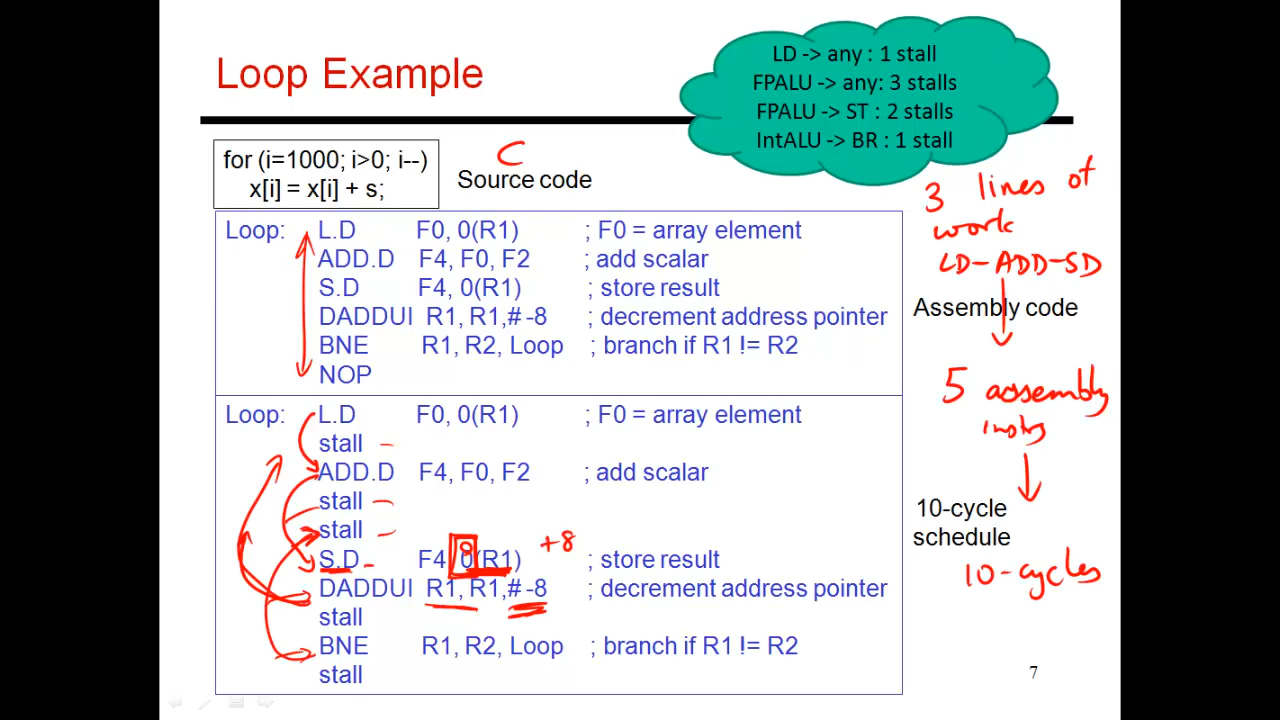 Loop Example
LD -> any : 1 stall
FPALU -> any: 3 stalls
FPALU -> ST : 2 stalls
IntALU -> BR : 1 stall
for (i=1000; i>0; i--)
x[i] = x[i] + s;
C
Source code
Loop: L.D F0, 0(R1) ; F0 = array element
ADD.D F4, F0, F2 ; add scalar
S.D F4, 0(R1) ; store result
DADDUI R1, R1,# -8 ; decrement address pointer
BNE R1, R2, Loop ; branch if R1 != R2
NOP
3 lines of
work
LD-ADD-SD
Assembly code
5 assembly
instrs
Loop: L.D F0, 0(R1) ; F0 = array element
stall
ADD.D F4, F0, F2 ; add scalar
stall
stall
+8
8
S.D F4, 0(R1) ; store result
DADDUI R1, R1,# -8 ; decrement address pointer
stall
BNE R1, R2, Loop ; branch if R1 != R2
stall
10-cycle
schedule
10-cycles
7